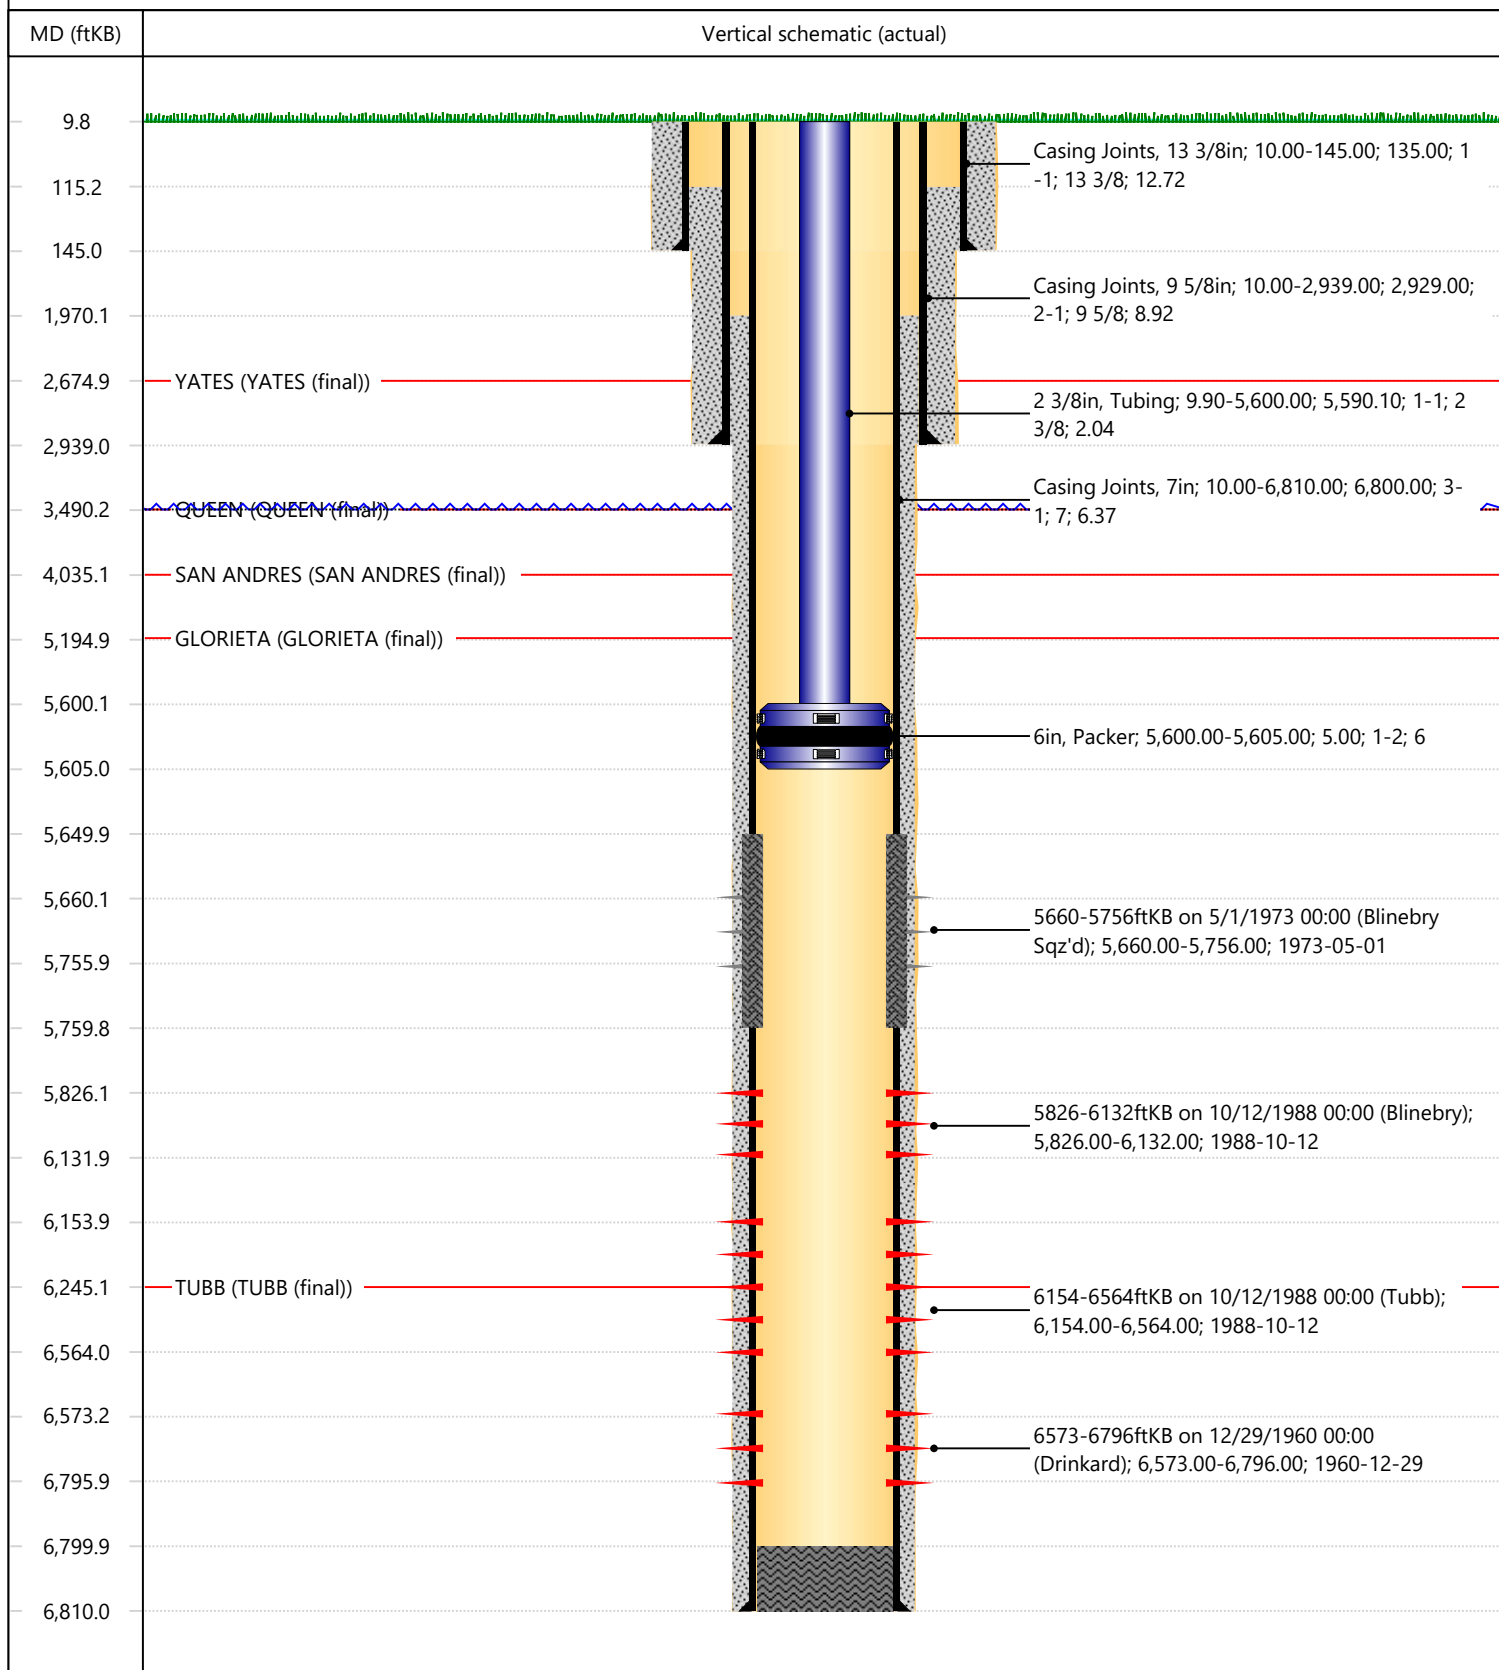 MD (ftKB)
Vertical schematic (actual)
9.8
Casing Joints, 13 3/8in; 10.00-145.00; 135.00; 1
-1; 13 3/8; 12.72
115.2
145.0
Casing Joints, 9 5/8in; 10.00-2,939.00; 2,929.00;
2-1; 9 5/8; 8.92
1,970.1
2,674.9
YATES (YATES (final))
2 3/8in, Tubing; 9.90-5,600.00; 5,590.10; 1-1; 2
3/8; 2.04
2,939.0
Casing Joints, 7in; 10.00-6,810.00; 6,800.00; 3-
1; 7; 6.37
3,490.2
QUEEN (QUEEN (final))
4,035.1
SAN ANDRES (SAN ANDRES (final))
5,194.9
GLORIETA (GLORIETA (final))
5,600.1
6in, Packer; 5,600.00-5,605.00; 5.00; 1-2; 6
5,605.0
5,649.9
5,660.1
5660-5756ftKB on 5/1/1973 00:00 (Blinebry
Sqz'd); 5,660.00-5,756.00; 1973-05-01
5,755.9
5,759.8
5,826.1
5826-6132ftKB on 10/12/1988 00:00 (Blinebry);
5,826.00-6,132.00; 1988-10-12
6,131.9
6,153.9
6,245.1
TUBB (TUBB (final))
6154-6564ftKB on 10/12/1988 00:00 (Tubb);
6,154.00-6,564.00; 1988-10-12
6,564.0
6,573.2
6573-6796ftKB on 12/29/1960 00:00
(Drinkard); 6,573.00-6,796.00; 1960-12-29
6,795.9
6,799.9
6,810.0